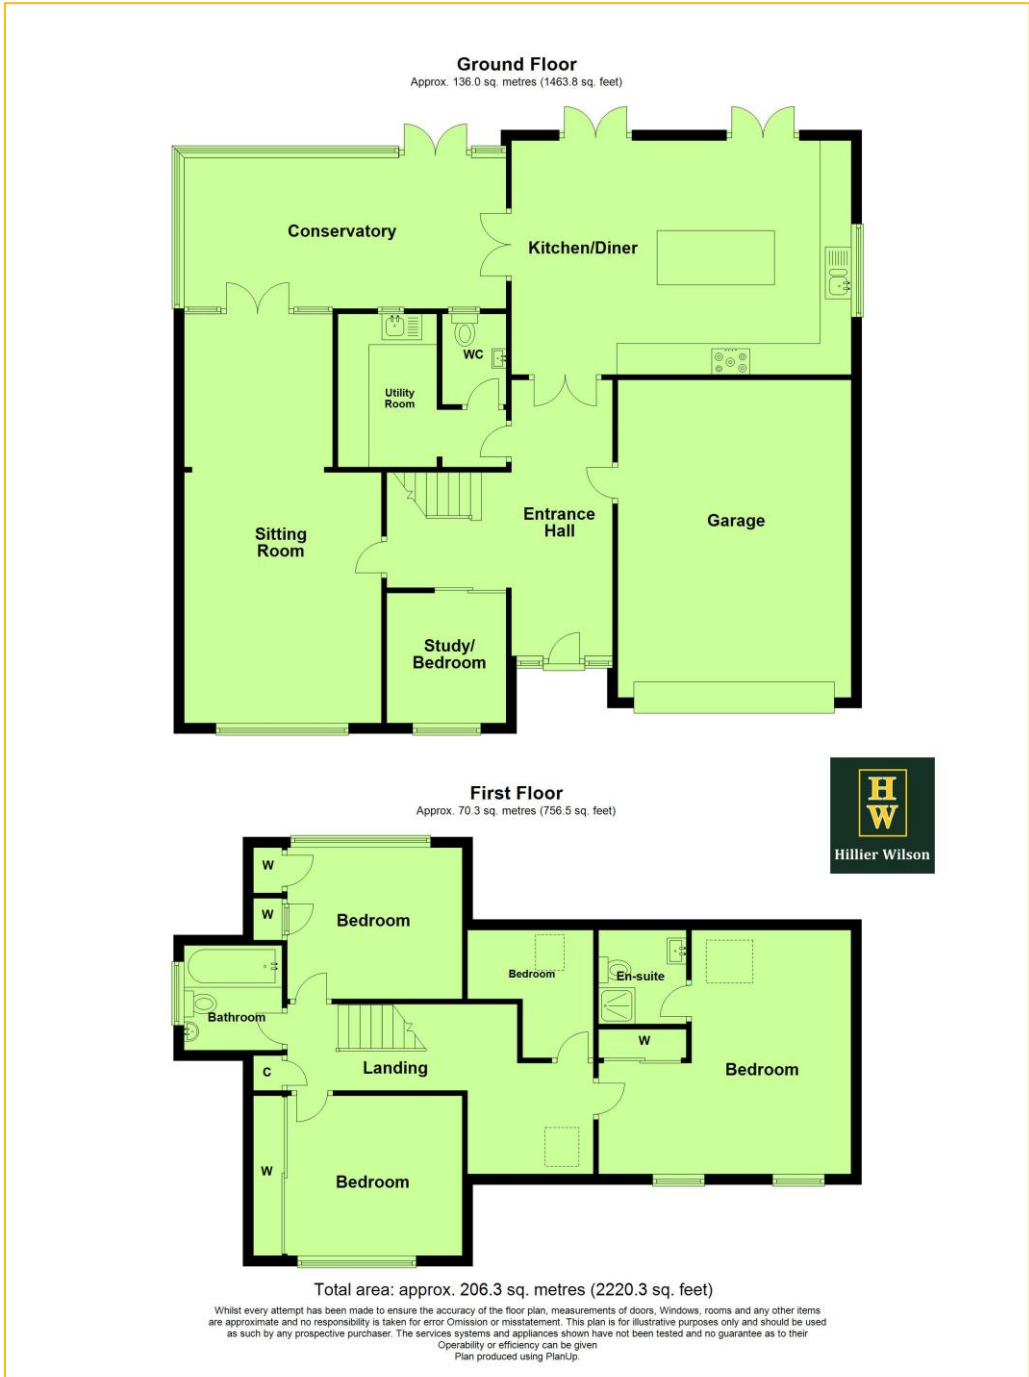 Ground Floor
Approx. 136.0 sq. metres (1463.8 sq. feet)
Conservatory
Kitchen/Diner
WC
Utility
Room
Entrance
Hall
Garage
Sitting
Room
Study/
Bedroom
First Floor
Approx. 70.3 sq. metres (756.5 sq. feet)
H
W
Hillier Wilson
W
W
Bedroom
Bedroom
En-suite
Bathroom
W
C
Landing
Bedroom
W
Bedroom
Total area: approx. 206.3 sq. metres (2220.3 sq. feet)
Whilst every attempt has been made to ensure the accuracy of the floor plan, measurements of doors, Windows, rooms and any other items
are approximate and no responsibility is taken for error Omission or misstatement. This plan is for illustrative purposes only and should be used
as such by any prospective purchaser. The services systems and appliances shown have not been tested and no guarantee as to their
Operability or efficiency can be given
Plan produced using PlanUp.